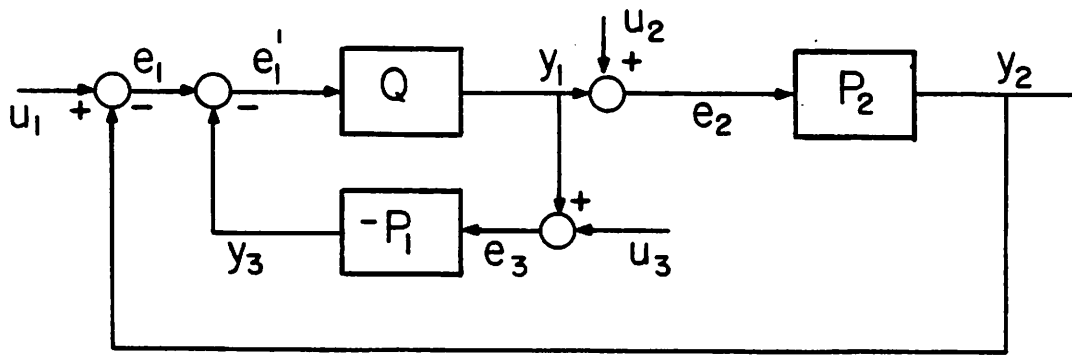 u₂
e₁ e₁' Q y₁ + P₂ y₂
u₁ + − − e₂
+
y₃ −P₁ e₃ u₃